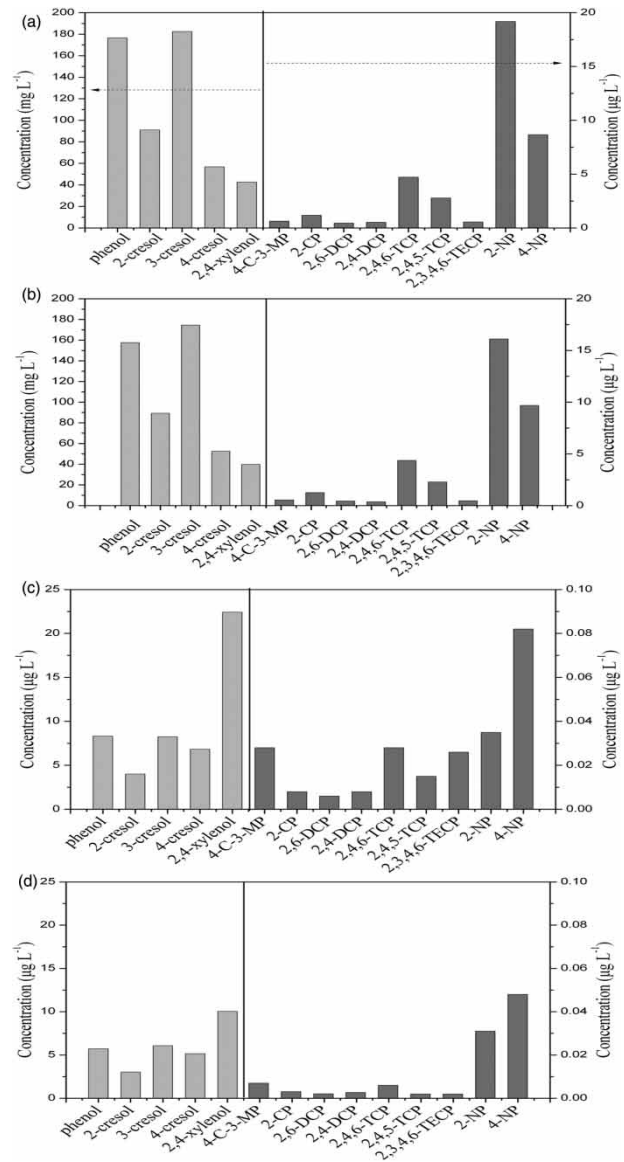 (a)
Concentration (mg L⁻¹)
200
180
160
140
120
100
80
60
40
20
0
20
15
10
5
0
Concentration (µg L⁻¹)
phenol
2-cresol
3-cresol
4-cresol
2,4-xylenol
4-C-3-MP
2-CP
2,6-DCP
2,4-DCP
2,4,6-TCP
2,4,5-TCP
2,3,4,6-TECP
2-NP
4-NP
(b)
Concentration (mg L⁻¹)
200
180
160
140
120
100
80
60
40
20
0
20
15
10
5
0
Concentration (µg L⁻¹)
phenol
2-cresol
3-cresol
4-cresol
2,4-xylenol
4-C-3-MP
2-CP
2,6-DCP
2,4-DCP
2,4,6-TCP
2,4,5-TCP
2,3,4,6-TECP
2-NP
4-NP
(c)
Concentration (µg L⁻¹)
25
20
15
10
5
0
0.10
0.08
0.06
0.04
0.02
0.00
Concentration (µg L⁻¹)
phenol
2-cresol
3-cresol
4-cresol
2,4-xylenol
4-C-3-MP
2-CP
2,6-DCP
2,4-DCP
2,4,6-TCP
2,4,5-TCP
2,3,4,6-TECP
2-NP
4-NP
(d)
Concentration (µg L⁻¹)
25
20
15
10
5
0
0.10
0.08
0.06
0.04
0.02
0.00
Concentration (µg L⁻¹)
phenol
2-cresol
3-cresol
4-cresol
2,4-xylenol
4-C-3-MP
2-CP
2,6-DCP
2,4-DCP
2,4,6-TCP
2,4,5-TCP
2,3,4,6-TECP
2-NP
4-NP